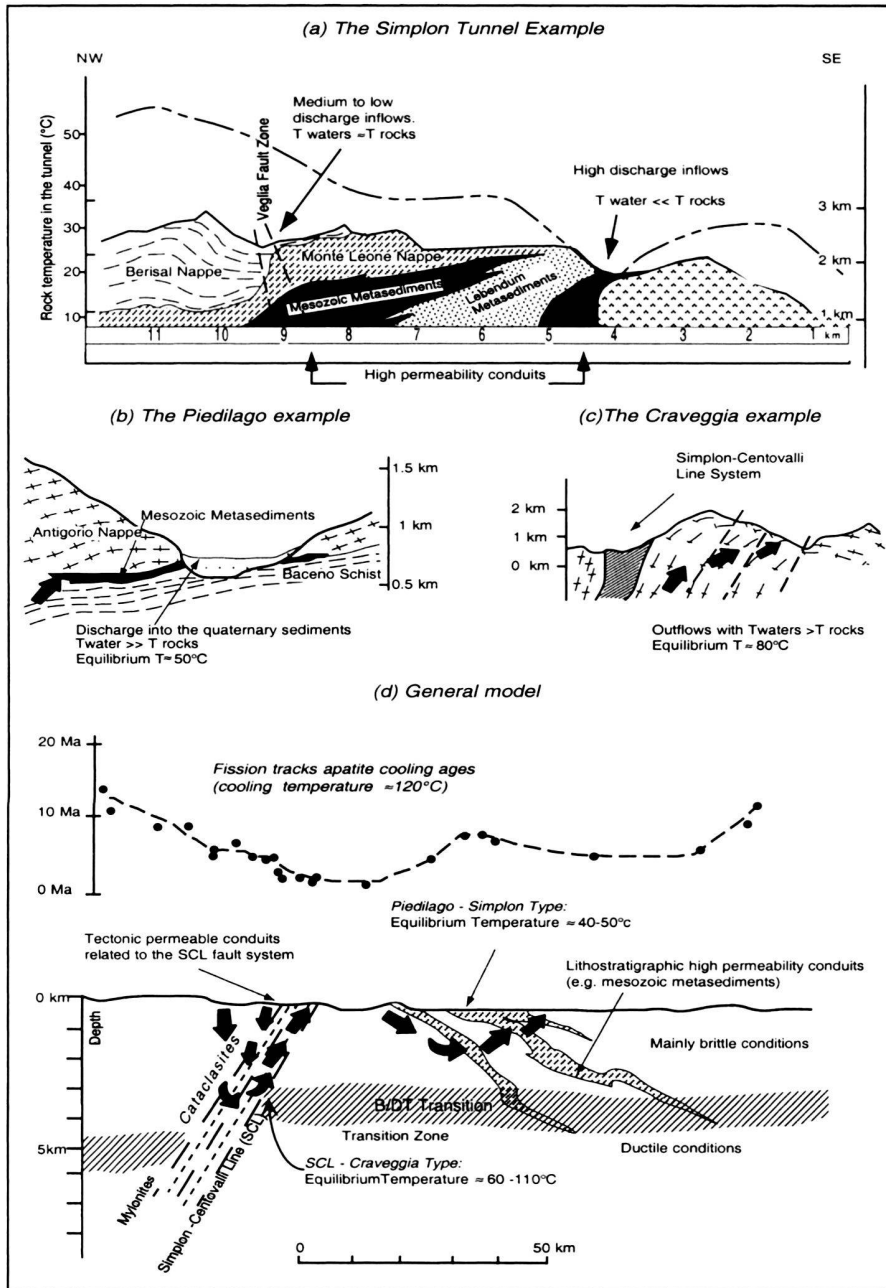 (a) The Simplon Tunnel Example
NW
SE
Rock temperature in the tunnel (°C)
50
40
30
20
10
Medium to low
discharge inflows.
T waters ≈T rocks
Veglia Fault Zone
High discharge inflows
T water << T rocks
3 km
2 km
1 km
Berisal Nappe
Monte Leone Nappe
Mesozoic Metasediments
Lebendum
Metasediments
11 10 9 8 7 6 5 4 3 2 1 km
High permeability conduits
(b) The Piedilago example
1.5 km
1 km
0.5 km
Mesozoic Metasediments
Antigorio Nappe
Baceno Schist
Discharge into the quaternary sediments
Twater >> T rocks
Equilibrium T≈50°C
(c)The Craveggia example
Simplon-Centovalli
Line System
2 km
1 km
0 km
Outflows with Twaters >T rocks
Equilibrium T≈80°C
(d) General model
20 Ma
10 Ma
0 Ma
Fission tracks apatite cooling ages
(cooling temperature ≈120°C)
Piedilago - Simplon Type:
Equilibrium Temperature ≈40-50°c
Tectonic permeable conduits
related to the SCL fault system
Lithostratigraphic high permeability conduits
(e.g. mesozoic metasediments)
0 km
Depth
5km
Cataclasites
Mylonites
Simplon -Centovalli Line (SCL)
Mainly brittle conditions
B/DT Transition
Transition Zone
Ductile conditions
SCL - Craveggia Type:
EquilibriumTemperature ≈60 -110°C
0
50 km